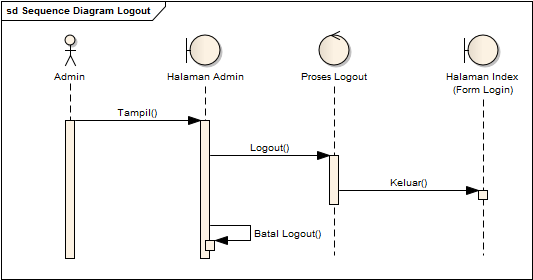 sd Sequence Diagram Logout
Admin
Halaman Admin
Proses Logout
Halaman Index
(Form Login)
Tampil()
Logout()
Keluar()
Batal Logout()